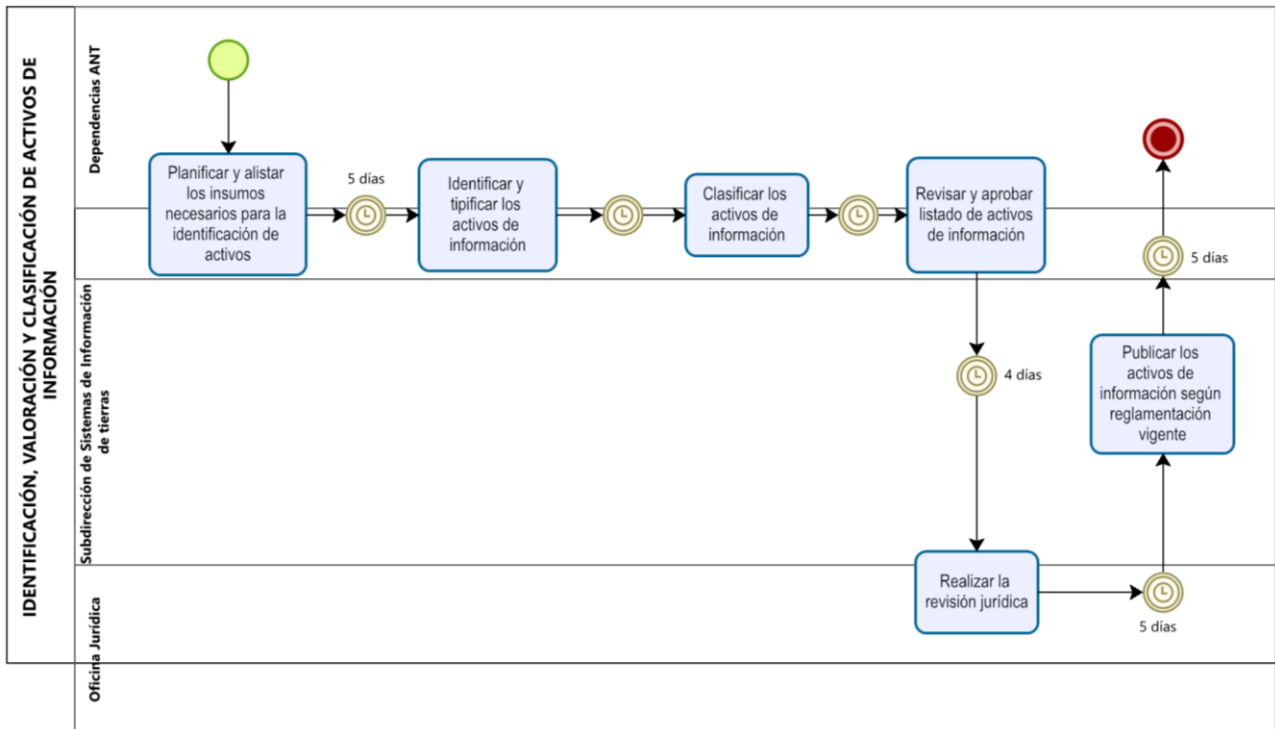 IDENTIFICACIÓN, VALORACIÓN Y CLASIFICACIÓN DE ACTIVOS DE
INFORMACIÓN
Dependencias ANT
Planificar y alistar
los insumos
necesarios para la
identificación de
activos
5 días
Identificar y
tipificar los
activos de
información
Clasificar los
activos de
información
Revisar y aprobar
listado de activos
de información
5 días
Subdirección de Sistemas de Información
de tierras
4 días
Publicar los
activos de
información según
reglamentación
vigente
Oficina Jurídica
Realizar la
revisión jurídica
5 días